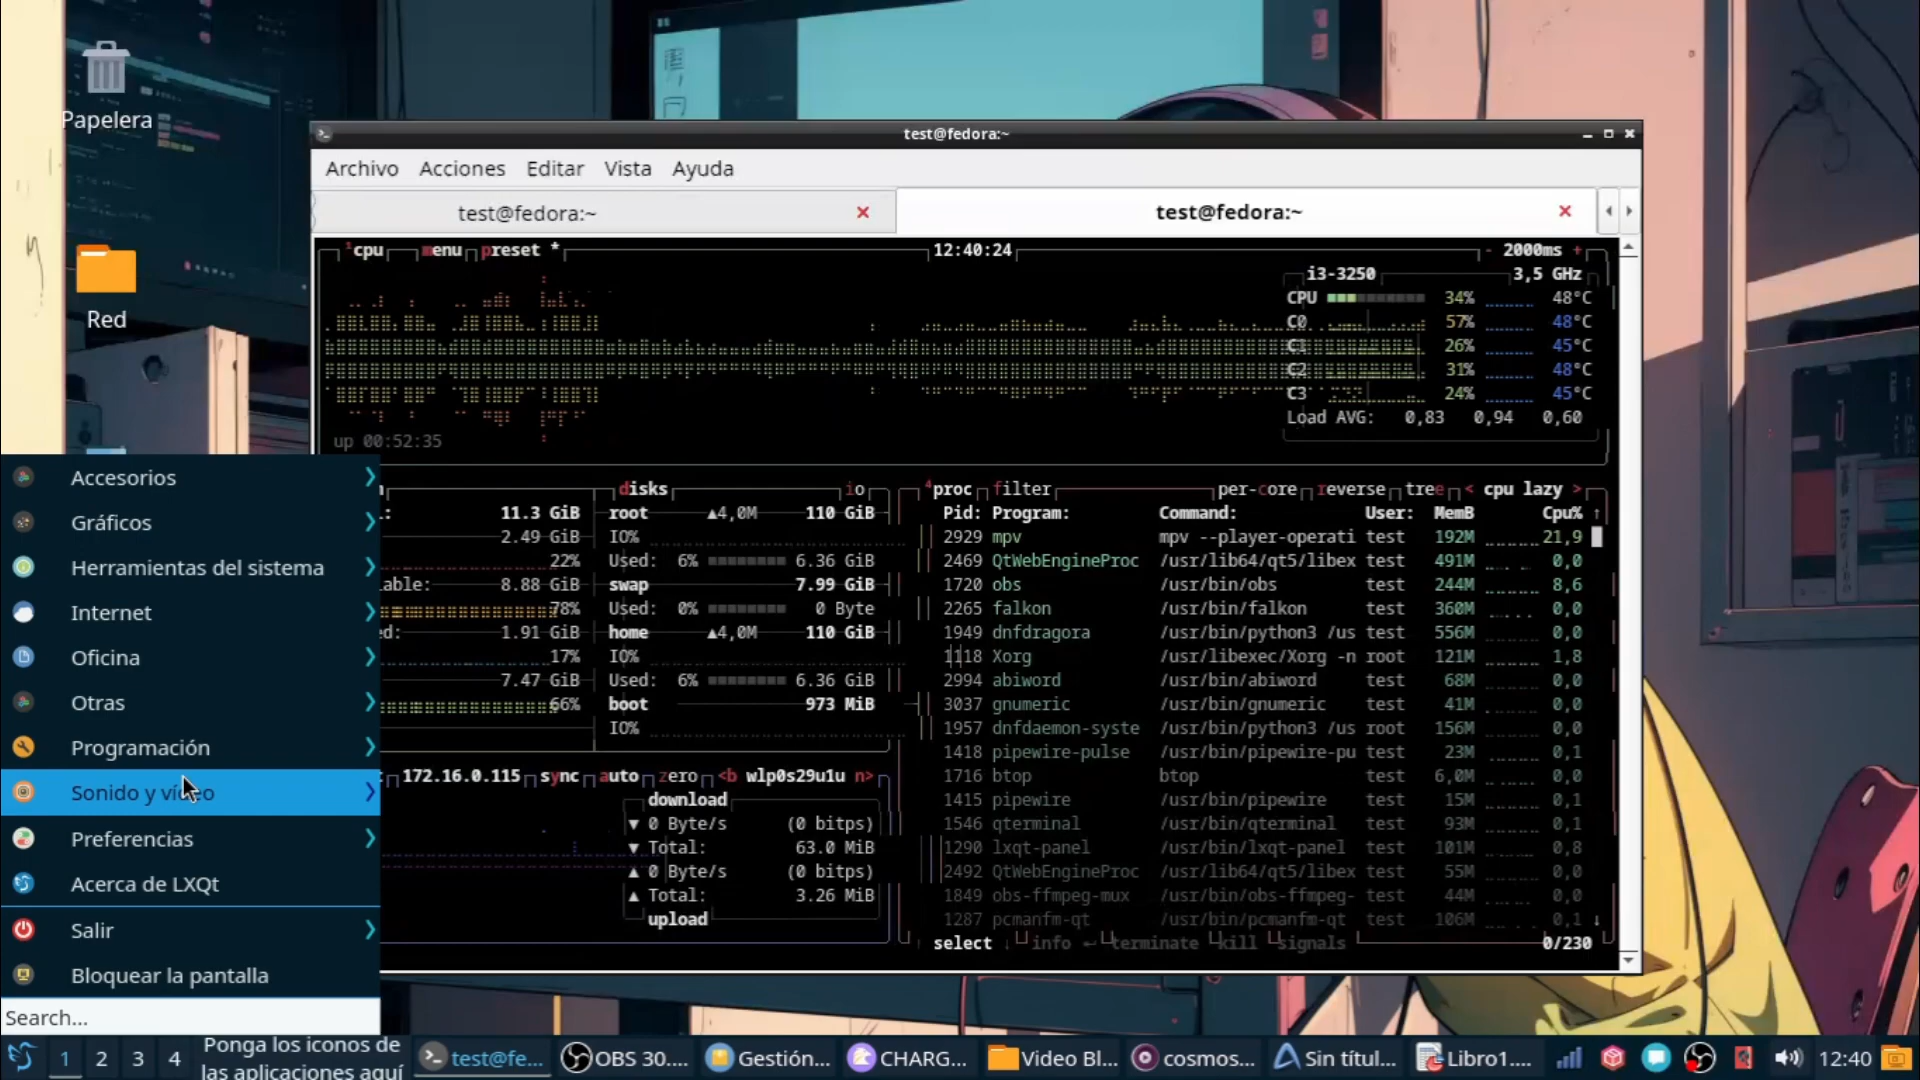 Papelera
Red
test@fedora:~
Archivo Acciones Editar Vista Ayuda
test@fedora:~
test@fedora:~
¹cpu menu preset * 12:40:24 - 2000ms +
i3-3250 3,5 GHz
CPU 34% 48°C
C0 57% 48°C
C1 26% 45°C
C2 31% 48°C
C3 24% 45°C
Load AVG: 0,83 0,94 0,60
up 00:52:35
11.3 GiB
2.49 GiB
22%
able: 8.88 GiB
78%
ed: 1.91 GiB
17%
7.47 GiB
66%
disks io
root ▲4,0M 110 GiB
IO%
Used: 6% 6.36 GiB
swap 7.99 GiB
Used: 0% 0 Byte
home ▲4,0M 110 GiB
IO%
Used: 6% 6.36 GiB
boot 973 MiB
IO%
172.16.0.115 sync auto zero <b wlp0s29u1u n>
download
▼ 0 Byte/s (0 bitps)
▼ Total: 63.0 MiB
▲ 0 Byte/s (0 bitps)
▲ Total: 3.26 MiB
upload
⁴proc filter per-core reverse tree < cpu lazy >
Pid: Program: Command: User: MemB Cpu% ↑
2929 mpv mpv --player-operati test 192M 21,9
2469 QtWebEngineProc /usr/lib64/qt5/libex test 491M 0,0
1720 obs /usr/bin/obs test 244M 8,6
2265 falkon /usr/bin/falkon test 360M 0,0
1949 dnfdragora /usr/bin/python3 /us test 556M 0,0
1118 Xorg /usr/libexec/Xorg -n root 121M 1,8
2994 abiword /usr/bin/abiword test 68M 0,0
3037 gnumeric /usr/bin/gnumeric test 41M 0,0
1957 dnfdaemon-syste /usr/bin/python3 /us root 156M 0,0
1418 pipewire-pulse /usr/bin/pipewire-pu test 23M 0,1
1716 btop btop test 6,0M 0,0
1415 pipewire /usr/bin/pipewire test 15M 0,1
1546 qterminal /usr/bin/qterminal test 93M 0,1
1290 lxqt-panel /usr/bin/lxqt-panel test 101M 0,8
2492 QtWebEngineProc /usr/lib64/qt5/libex test 55M 0,0
1849 obs-ffmpeg-mux /usr/bin/obs-ffmpeg- test 44M 0,0
1287 pcmanfm-qt /usr/bin/pcmanfm-qt test 106M 0,1 ↓
select ↓ info ↵ terminate kill signals 0/230
Accesorios
Gráficos
Herramientas del sistema
Internet
Oficina
Otras
Programación
Sonido y vídeo
Preferencias
Acerca de LXQt
Salir
Bloquear la pantalla
Search...
1 2 3 4
Ponga los iconos de
las aplicaciones aquí
test@fe... OBS 30.... Gestión... CHARG... Video Bl... cosmos... Sin títul... Libro1.... 12:40